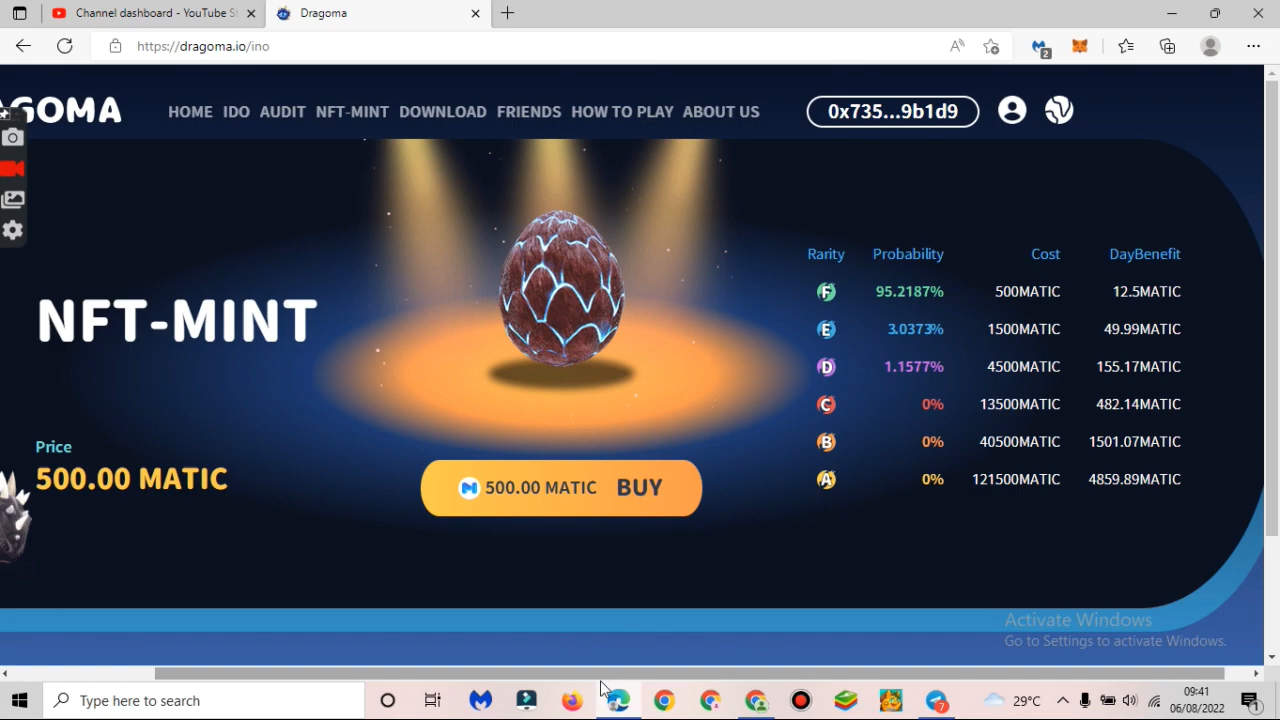 Channel dashboard - YouTube St
Dragoma
https://dragoma.io/ino
2
GOMA
HOME IDO AUDIT NFT-MINT DOWNLOAD FRIENDS HOW TO PLAY ABOUT US
0x735...9b1d9
Rarity Probability Cost DayBenefit
F 95.2187% 500MATIC 12.5MATIC
E 3.0373% 1500MATIC 49.99MATIC
D 1.1577% 4500MATIC 155.17MATIC
C 0% 13500MATIC 482.14MATIC
B 0% 40500MATIC 1501.07MATIC
A 0% 121500MATIC 4859.89MATIC
NFT-MINT
Price
500.00 MATIC
500.00 MATIC BUY
Activate Windows
Go to Settings to activate Windows.
Type here to search
7
29°C
09:41
06/08/2022
1